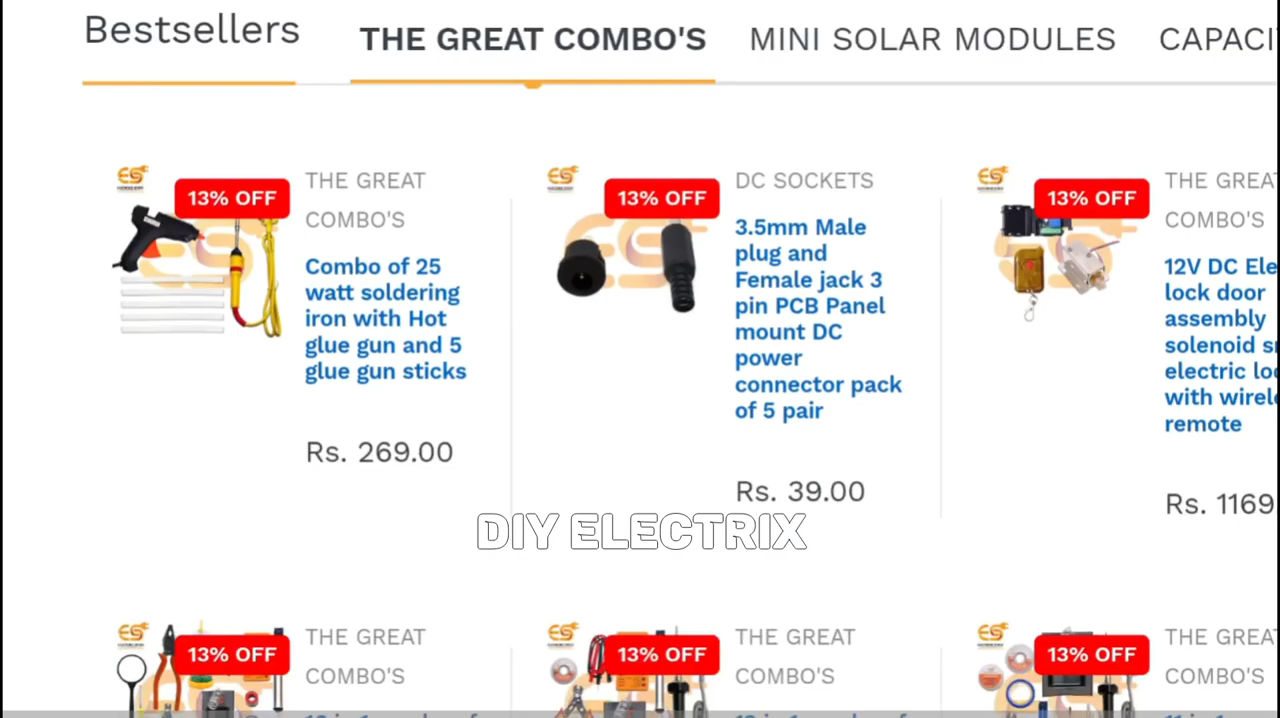 Bestsellers
THE GREAT COMBO'S
MINI SOLAR MODULES
CAPACI
13% OFF
THE GREAT
COMBO'S
Combo of 25
watt soldering
iron with Hot
glue gun and 5
glue gun sticks
Rs. 269.00
13% OFF
DC SOCKETS
3.5mm Male
plug and
Female jack 3
pin PCB Panel
mount DC
power
connector pack
of 5 pair
Rs. 39.00
13% OFF
THE GREA
COMBO'S
12V DC Ele
lock door
assembly
solenoid s
electric lo
with wirel
remote
Rs. 1169
DIY ELECTRIX
13% OFF
THE GREAT
COMBO'S
13% OFF
THE GREAT
COMBO'S
13% OFF
THE GREA
COMBO'S